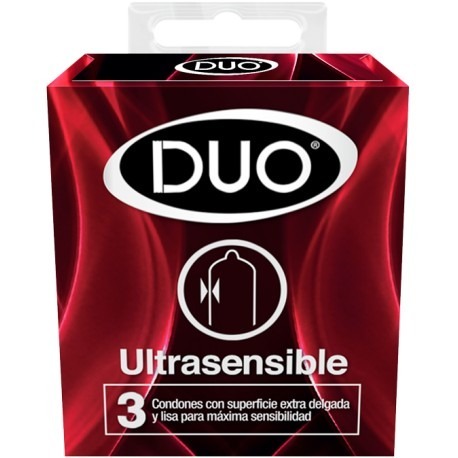 DUO®
DUO®
Ultrasensible
3 Condones con superficie extra delgada
y lisa para máxima sensibilidad